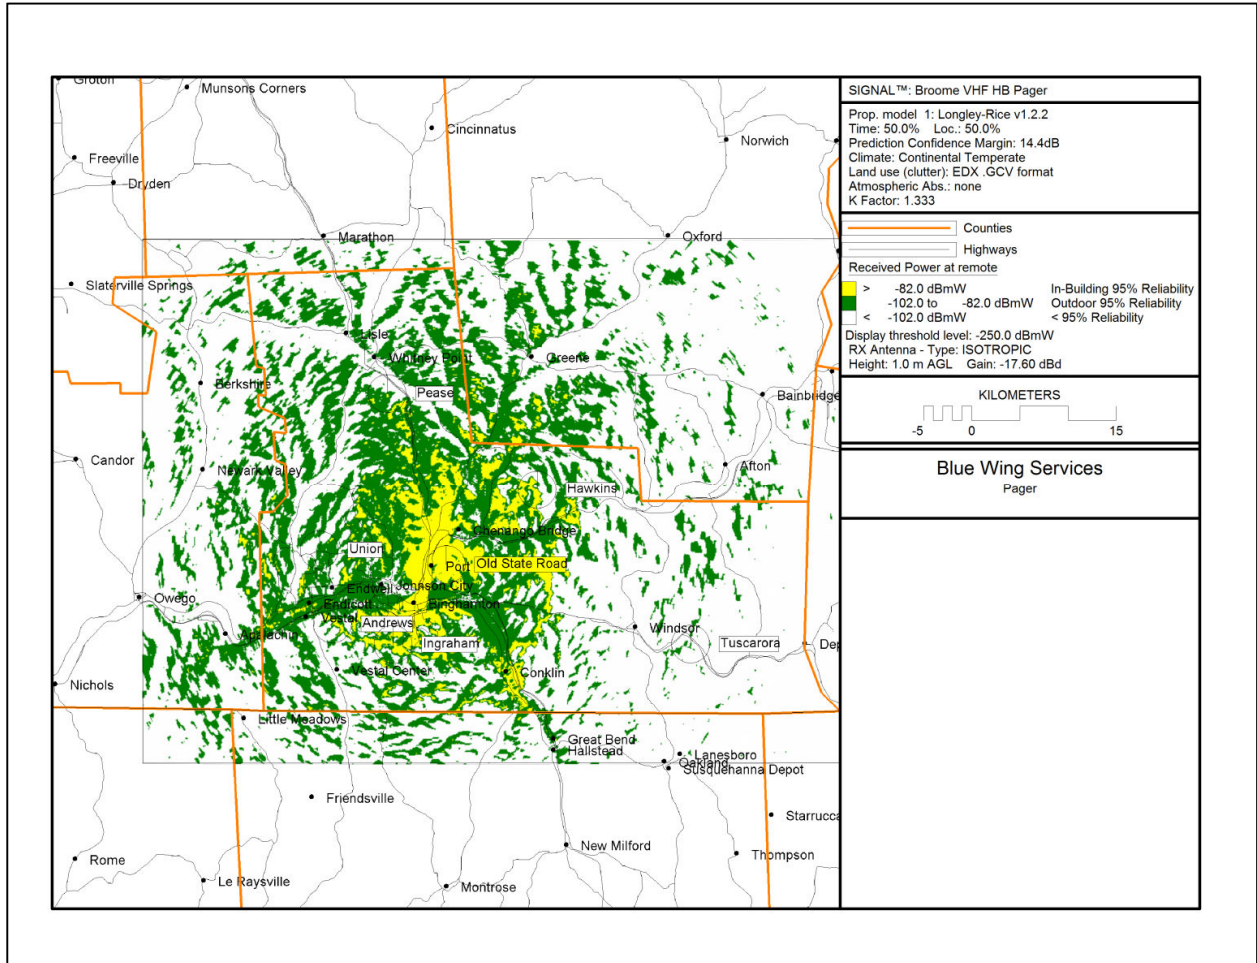 Groton
Munsons Corners
Cincinnatus
Norwich
Freeville
Dryden
Marathon
Oxford
Slaterville Springs
Lisle
Whitney Point
Greene
Berkshire
Pease
Bainbridge
Candor
Newark Valley
Afton
Hawkins
Chenango Bridge
Union
Port
Old State Road
Endwell
Johnson City
Owego
Endicott
Binghamton
Vestal
Andrews
Apalachin
Windsor
Ingraham
Tuscarora
Dep
Vestal Center
Conklin
Nichols
Little Meadows
Great Bend
Hallstead
Lanesboro
Oakland
Susquehanna Depot
Friendsville
Starrucca
New Milford
Thompson
Rome
Le Raysville
Montrose
SIGNAL™: Broome VHF HB Pager
Prop. model 1: Longley-Rice v1.2.2
Time: 50.0% Loc.: 50.0%
Prediction Confidence Margin: 14.4dB
Climate: Continental Temperate
Land use (clutter): EDX .GCV format
Atmospheric Abs.: none
K Factor: 1.333
Counties
Highways
Received Power at remote
> -82.0 dBmW In-Building 95% Reliability
-102.0 to -82.0 dBmW Outdoor 95% Reliability
< -102.0 dBmW < 95% Reliability
Display threshold level: -250.0 dBmW
RX Antenna - Type: ISOTROPIC
Height: 1.0 m AGL Gain: -17.60 dBd
KILOMETERS
-5 0 15
Blue Wing Services
Pager